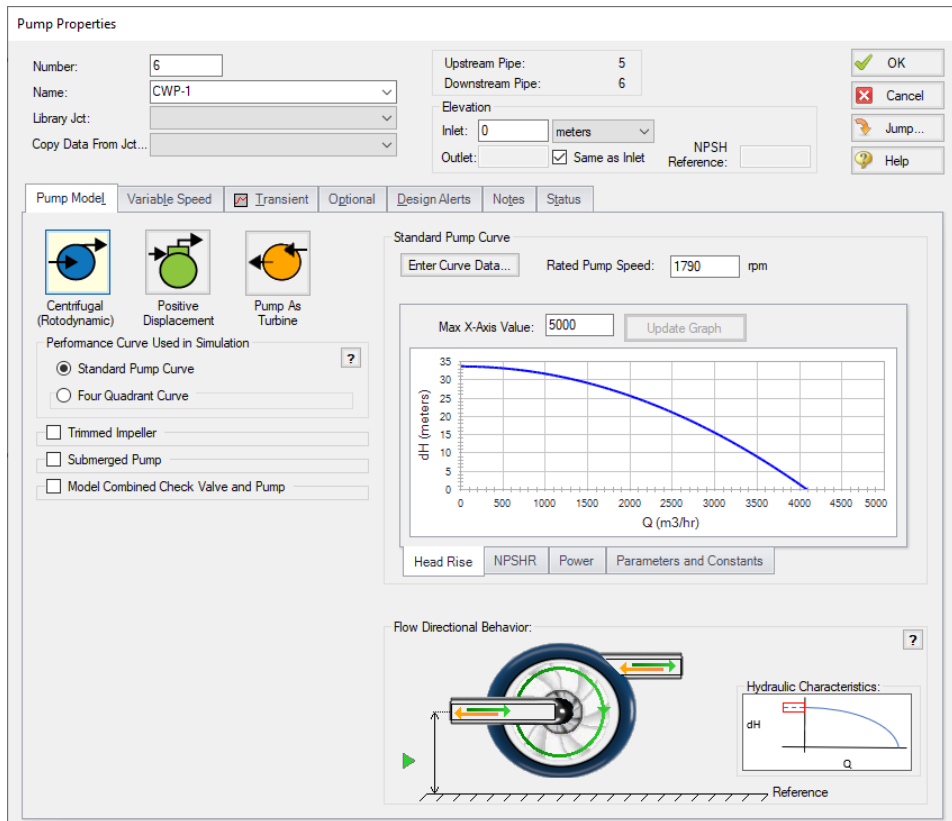 Pump Properties
Number: 6
Name: CWP-1
Library Jct:
Copy Data From Jct...
Upstream Pipe: 5
Downstream Pipe: 6
Elevation
Inlet: 0 meters
Outlet: Same as Inlet NPSH Reference:
OK
Cancel
Jump...
Help
Pump Model Variable Speed Transient Optional Design Alerts Notes Status
Centrifugal (Rotodynamic)
Positive Displacement
Pump As Turbine
Performance Curve Used in Simulation
?
Standard Pump Curve
Four Quadrant Curve
Trimmed Impeller
Submerged Pump
Model Combined Check Valve and Pump
Standard Pump Curve
Enter Curve Data... Rated Pump Speed: 1790 rpm
Max X-Axis Value: 5000 Update Graph
dH (meters)
35
30
25
20
15
10
5
0
0 500 1000 1500 2000 2500 3000 3500 4000 4500 5000
Q (m3/hr)
Head Rise NPSHR Power Parameters and Constants
Flow Directional Behavior:
?
Hydraulic Characteristics:
dH
Q
Reference